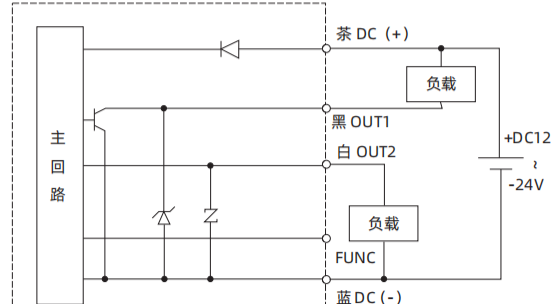 茶 DC (+)
负载
黑 OUT1
主回路
白 OUT2
+DC12
~
-24V
负载
FUNC
蓝 DC (-)